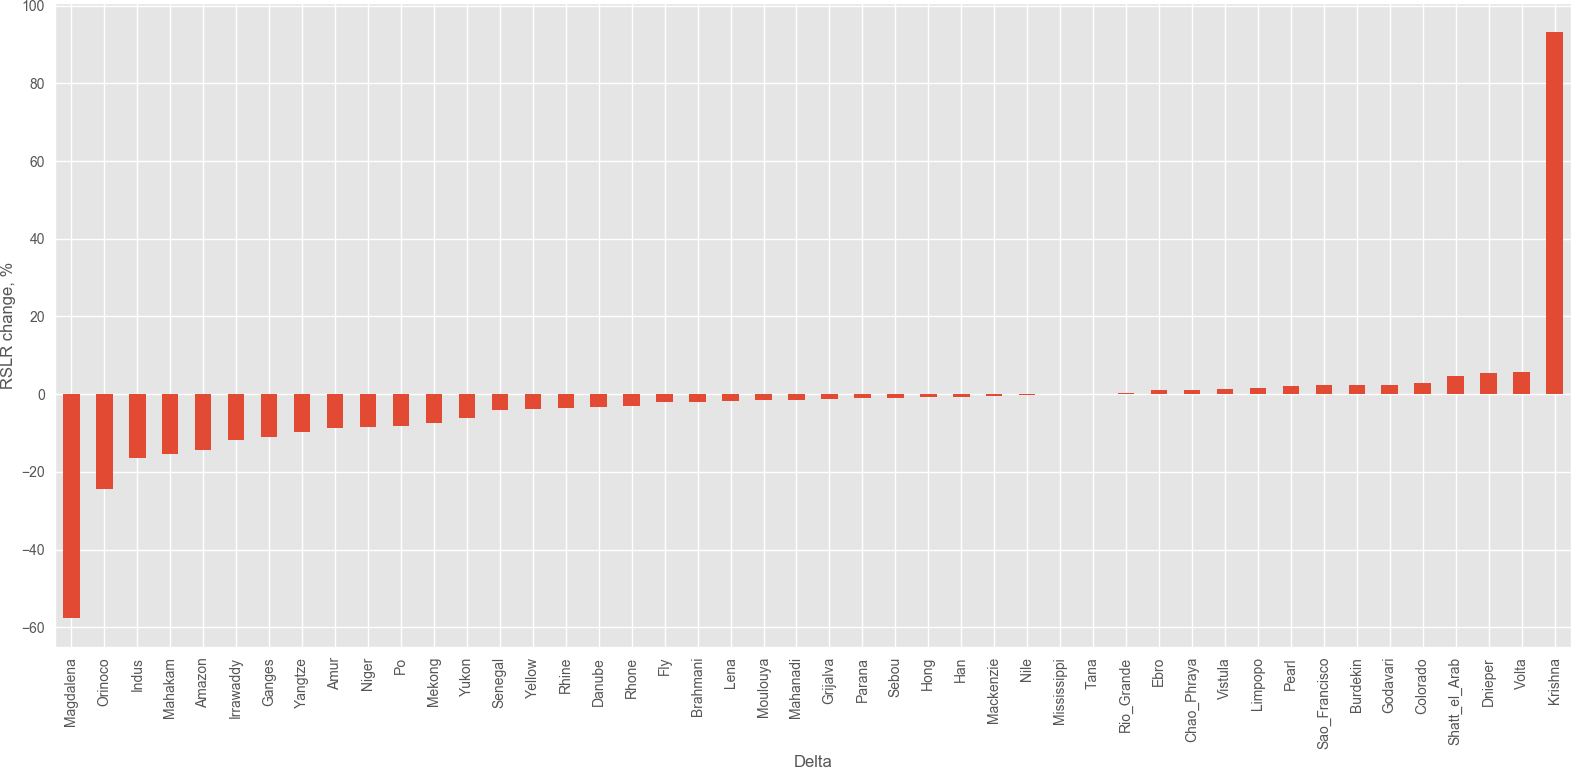 100
80
60
40
20
0
−20
−40
−60
RSLR change, %
Magdalena
Orinoco
Indus
Mahakam
Amazon
Irrawaddy
Ganges
Yangtze
Amur
Niger
Po
Mekong
Yukon
Senegal
Yellow
Rhine
Danube
Rhone
Fly
Brahmani
Lena
Moulouya
Mahanadi
Grijalva
Parana
Sebou
Hong
Han
Mackenzie
Nile
Mississippi
Tana
Rio_Grande
Ebro
Chao_Phraya
Vistula
Limpopo
Pearl
Sao_Francisco
Burdekin
Godavari
Colorado
Shatt_el_Arab
Dnieper
Volta
Krishna
Delta